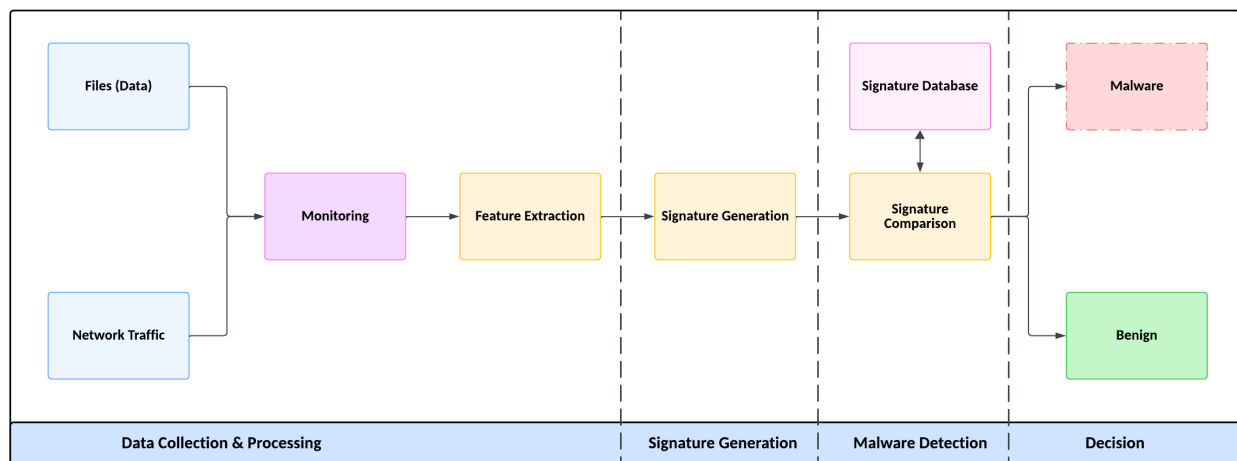 Files (Data)
Signature Database
Malware
Monitoring
Feature Extraction
Signature Generation
Signature
Comparison
Network Traffic
Benign
Data Collection & Processing
Signature Generation
Malware Detection
Decision